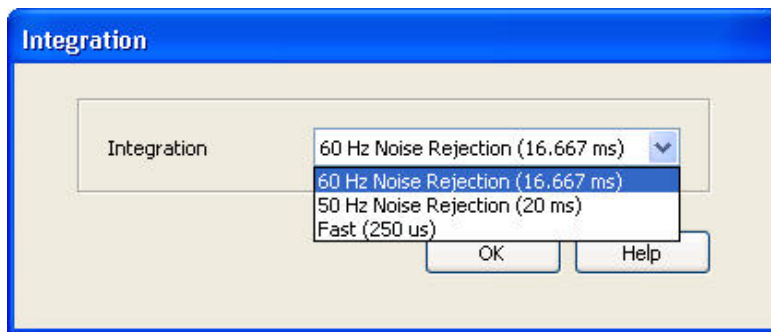 Integration
Integration 60 Hz Noise Rejection (16.667 ms)
60 Hz Noise Rejection (16.667 ms)
50 Hz Noise Rejection (20 ms)
Fast (250 us)
OK Help